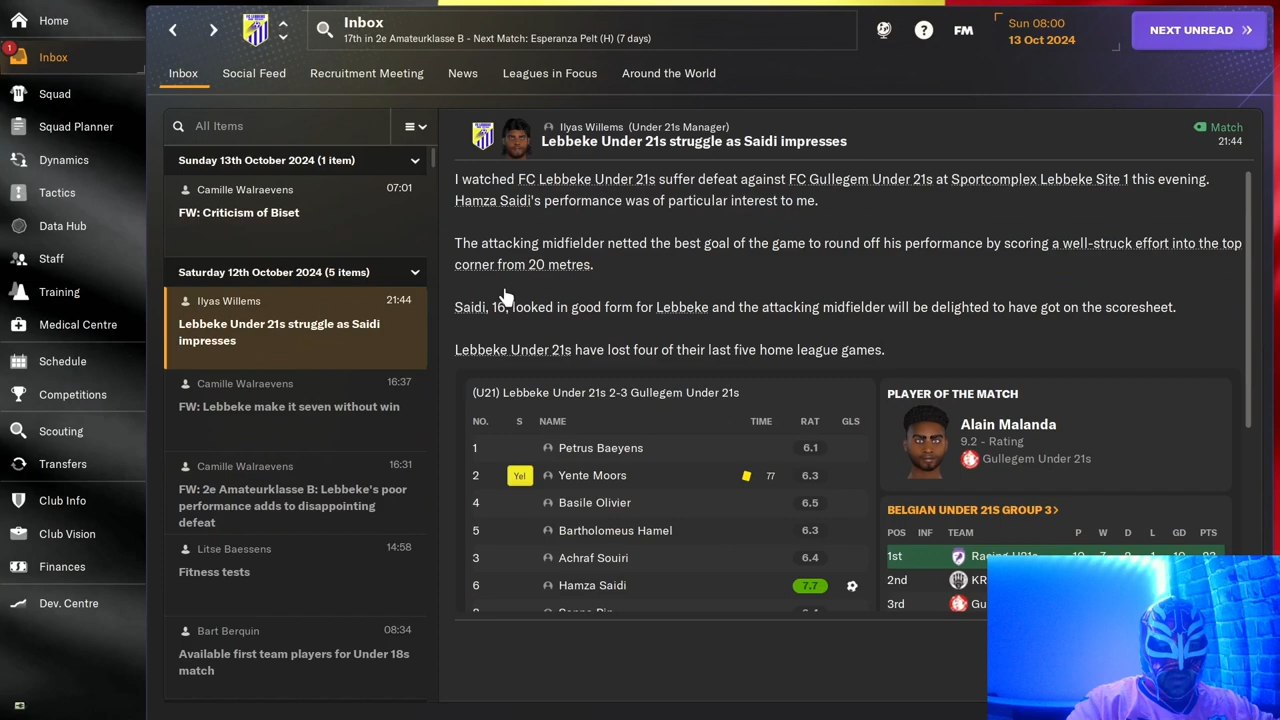 Home
Inbox
17th in 2e Amateurklasse B - Next Match: Esperanza Pelt (H) (7 days)
FM
Sun 08:00
13 Oct 2024
NEXT UNREAD
1
Inbox
Squad
Squad Planner
Dynamics
Tactics
Data Hub
Staff
Training
Medical Centre
Schedule
Competitions
Scouting
Transfers
Club Info
Club Vision
Finances
Dev. Centre
Inbox
Social Feed
Recruitment Meeting
News
Leagues in Focus
Around the World
All Items
Sunday 13th October 2024 (1 item)
Camille Walraevens 07:01
FW: Criticism of Biset
Saturday 12th October 2024 (5 items)
Ilyas Willems 21:44
Lebbeke Under 21s struggle as Saidi
impresses
Camille Walraevens 16:37
FW: Lebbeke make it seven without win
Camille Walraevens 16:31
FW: 2e Amateurklasse B: Lebbeke's poor
performance adds to disappointing
defeat
Litse Baessens 14:58
Fitness tests
Bart Berquin 08:34
Available first team players for Under 18s
match
Ilyas Willems (Under 21s Manager)
Lebbeke Under 21s struggle as Saidi impresses
Match
21:44
I watched FC Lebbeke Under 21s suffer defeat against FC Gullegem Under 21s at Sportcomplex Lebbeke Site 1 this evening.
Hamza Saidi's performance was of particular interest to me.
The attacking midfielder netted the best goal of the game to round off his performance by scoring a well-struck effort into the top
corner from 20 metres.
Saidi, 16, looked in good form for Lebbeke and the attacking midfielder will be delighted to have got on the scoresheet.
Lebbeke Under 21s have lost four of their last five home league games.
(U21) Lebbeke Under 21s 2-3 Gullegem Under 21s
NO. S NAME TIME RAT GLS
1 Petrus Baeyens 6.1
2 Yel Yente Moors 77 6.3
4 Basile Olivier 6.5
5 Bartholomeus Hamel 6.3
3 Achraf Souiri 6.4
6 Hamza Saidi 7.7
PLAYER OF THE MATCH
Alain Malanda
9.2 - Rating
Gullegem Under 21s
BELGIAN UNDER 21S GROUP 3>
POS INF TEAM P W D L GD PTS
1st
2nd KR
3rd Gu